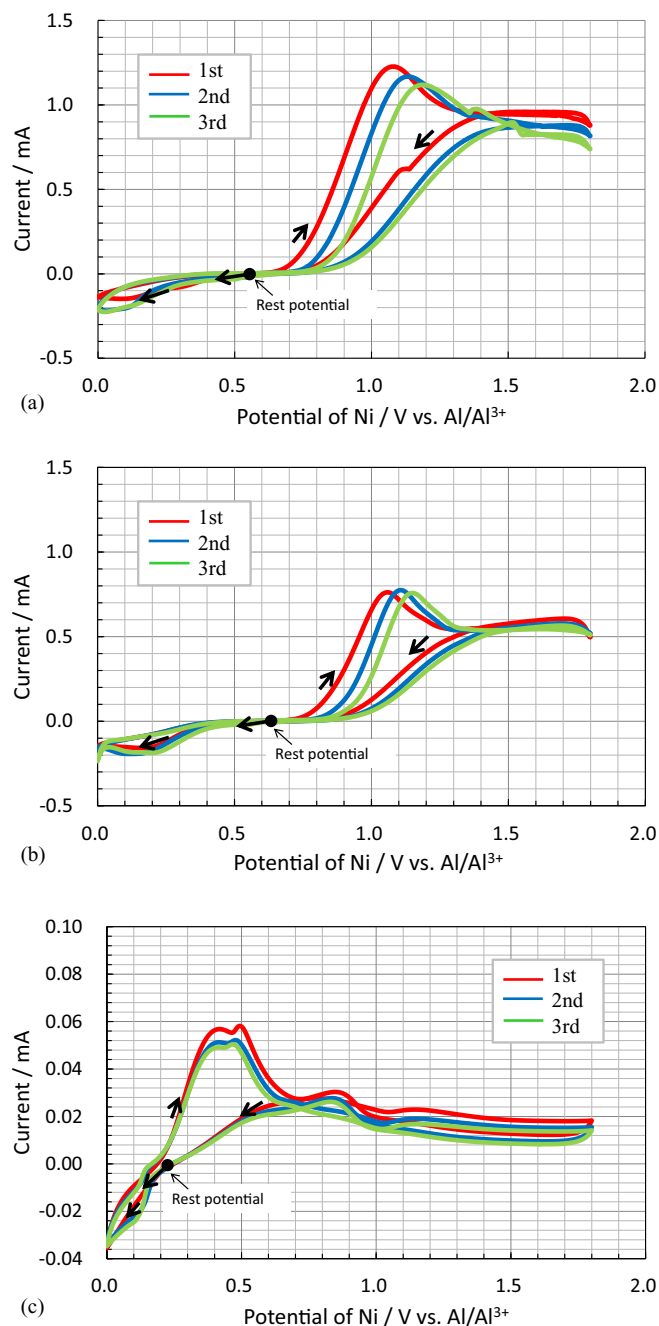 1.5
1st
2nd
3rd
1.0
Current / mA
0.5
0.0
Rest potential
-0.5
0.0 0.5 1.0 1.5 2.0
(a)
Potential of Ni / V vs. Al/Al³⁺
1.5
1st
2nd
3rd
1.0
Current / mA
0.5
0.0
Rest potential
-0.5
0.0 0.5 1.0 1.5 2.0
(b)
Potential of Ni / V vs. Al/Al³⁺
0.10
1st
2nd
3rd
0.08
0.06
Current / mA
0.04
0.02
0.00
Rest potential
-0.02
-0.04
0.0 0.5 1.0 1.5 2.0
(c)
Potential of Ni / V vs. Al/Al³⁺